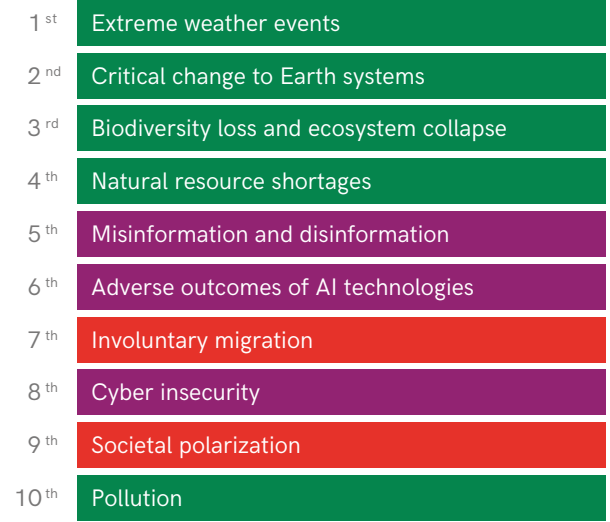 1st Extreme weather events
2nd Critical change to Earth systems
3rd Biodiversity loss and ecosystem collapse
4th Natural resource shortages
5th Misinformation and disinformation
6th Adverse outcomes of AI technologies
7th Involuntary migration
8th Cyber insecurity
9th Societal polarization
10th Pollution